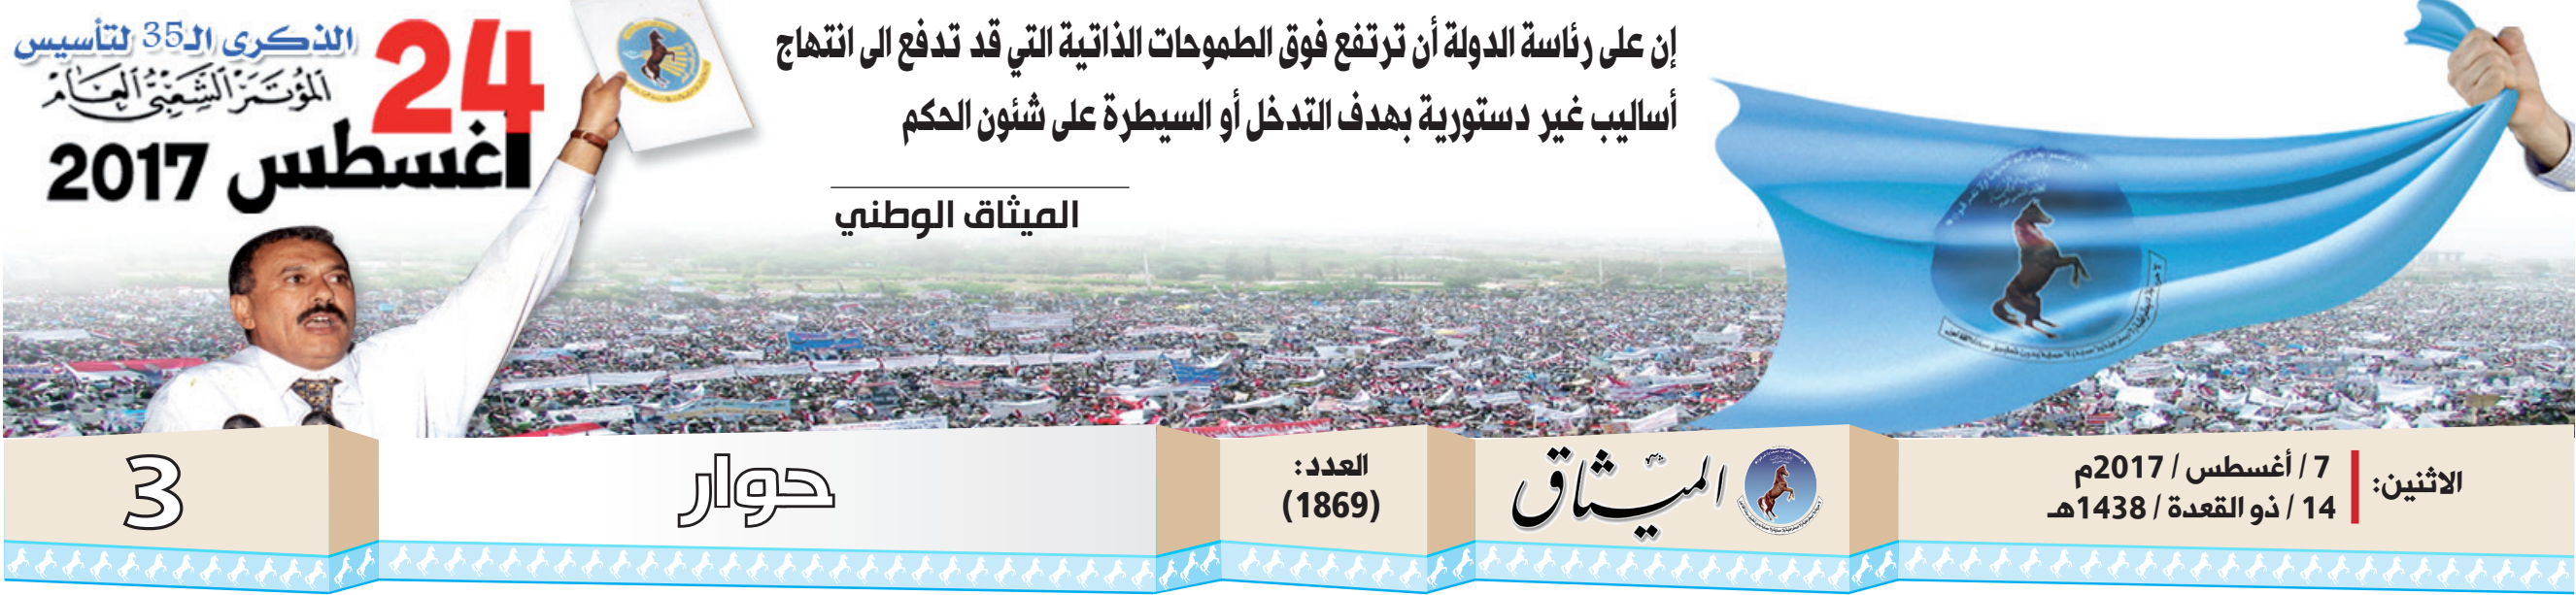 إن على رئاسة الدولة أن ترتفع فوق الطموحات الذاتية التي قد تدفع الى انتهاج
أساليب غير دستورية بهدف التدخل أو السيطرة على شئون الحكم
الميثاق الوطني
24
الذكرى الـ35 لتأسيس
المؤتمر الشعبي العام
أغسطس 2017
الاثنين:
7 / أغسطس / 2017م
14 / ذو القعدة / 1438هـ
الميثاق
العدد:
(1869)
حوار
3